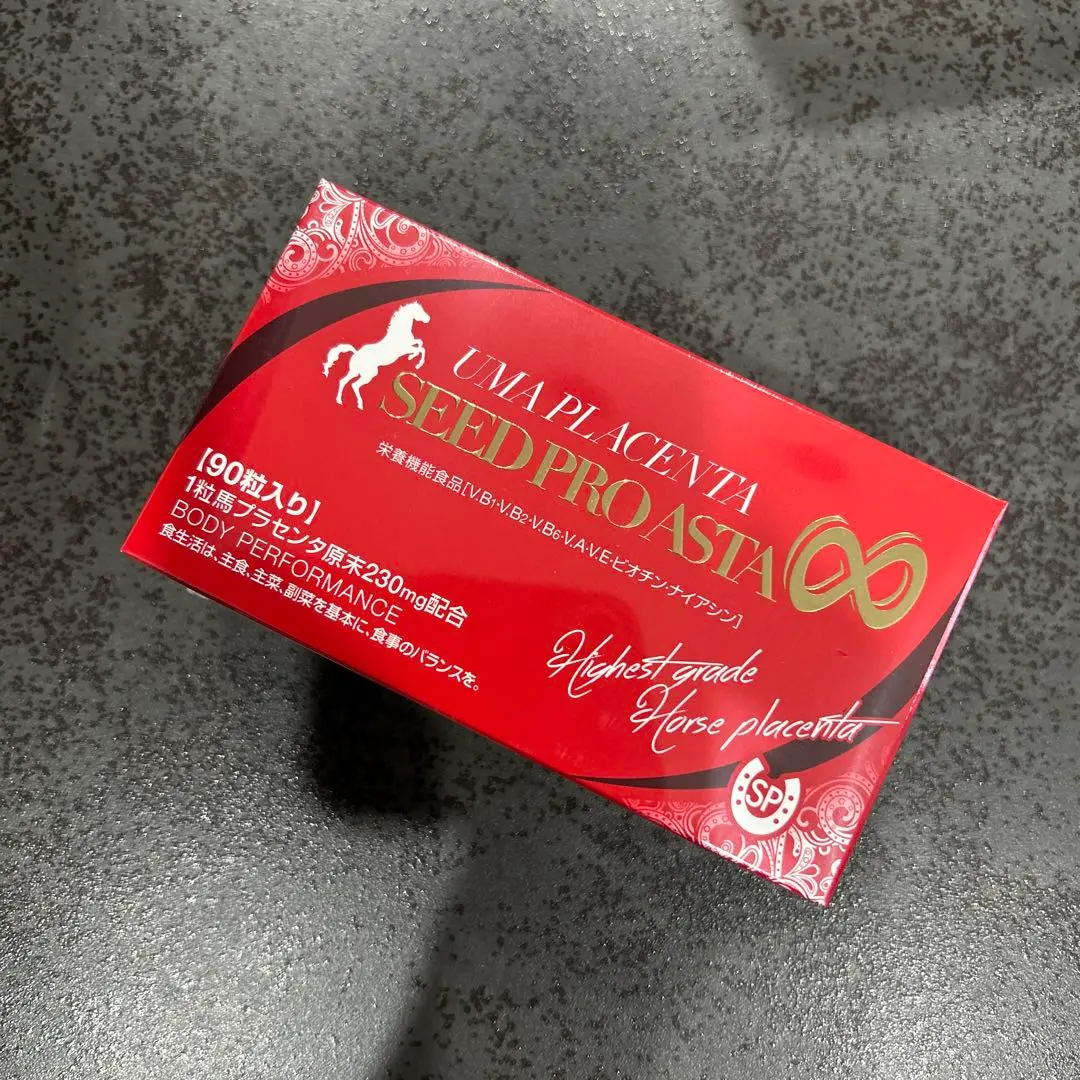 UMA PLACENTA
SEED PRO ASTA
栄養機能食品[V.B1・V.B2・V.B6・V.A・V.E・ビオチン・ナイアシン]
【90粒入り】
1粒馬プラセンタ原末230mg配合
BODY PERFORMANCE
食生活は、主食、主菜、副菜を基本に、食事のバランスを。
Highest grade
Horse placenta
SP